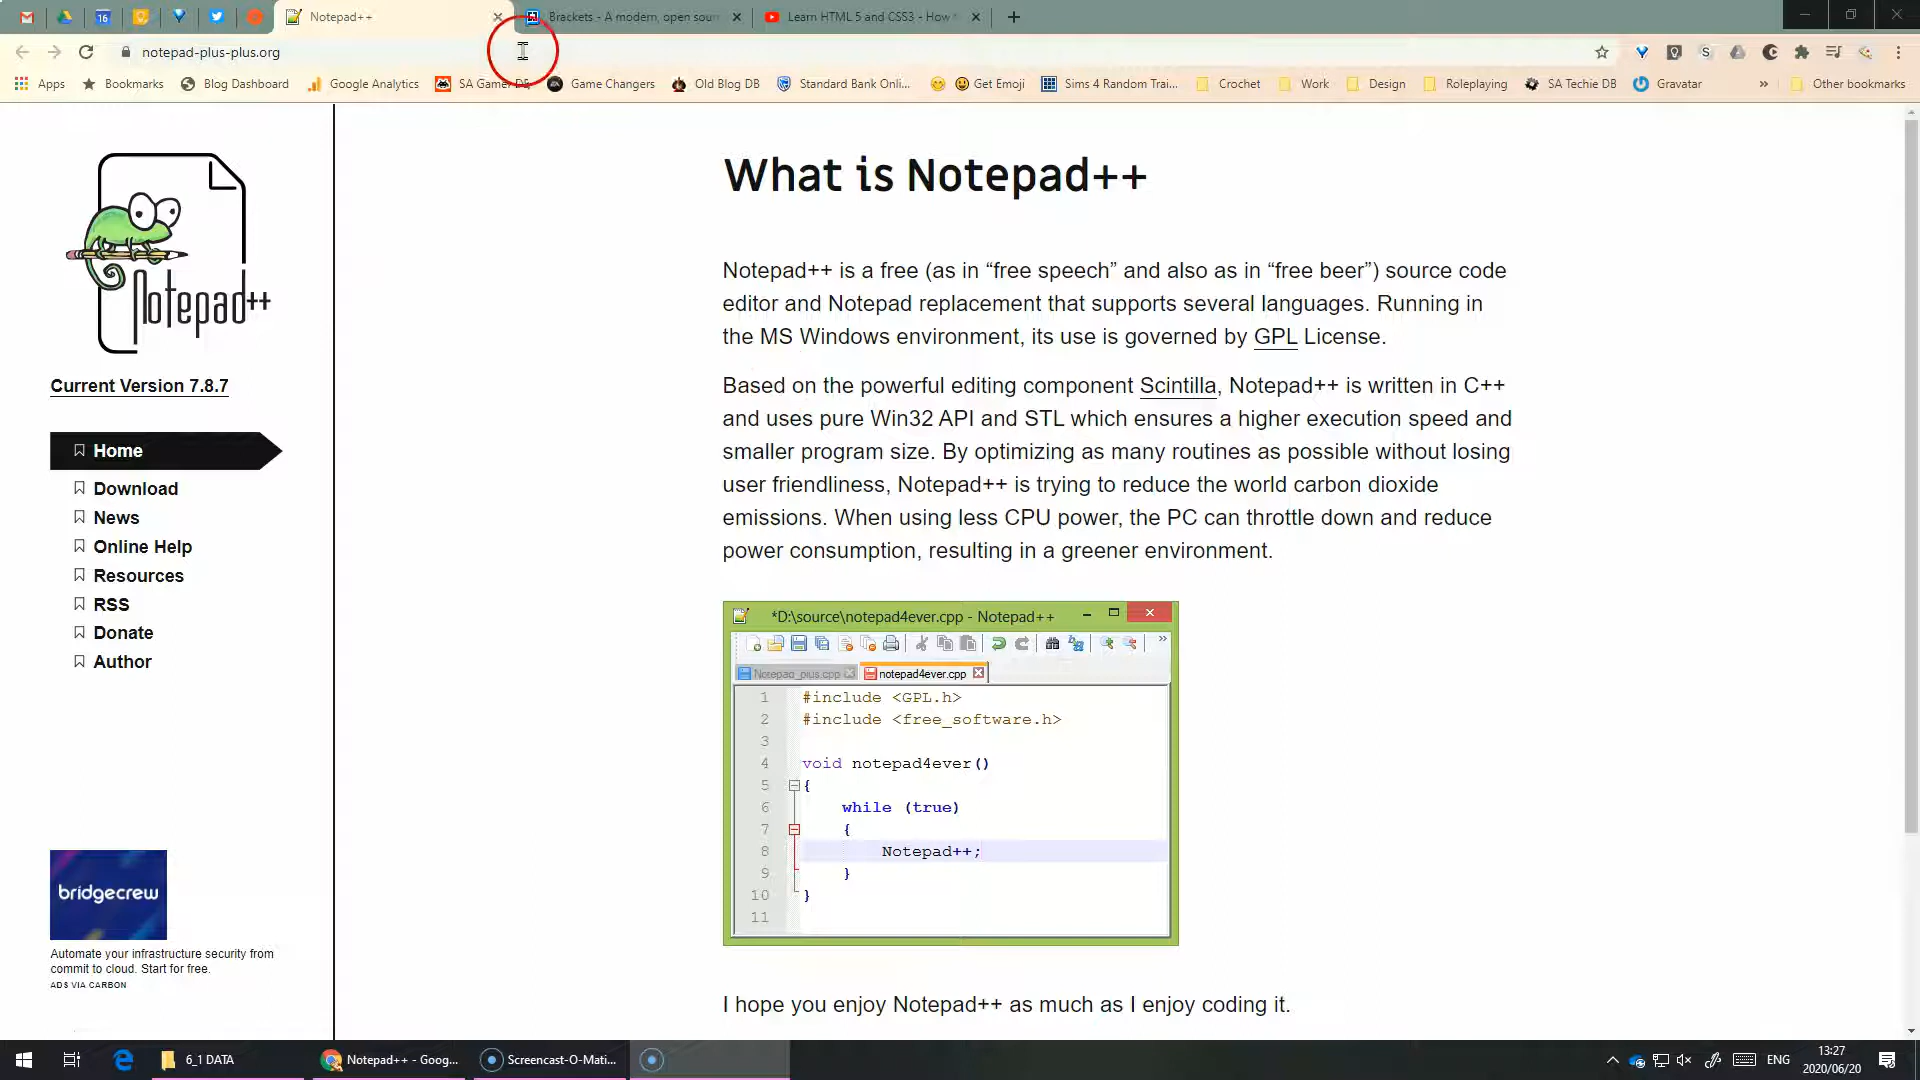 Notepad++
Brackets - A modern, open sour
Learn HTML 5 and CSS3 - How
notepad-plus-plus.org
Apps
Bookmarks
Blog Dashboard
Google Analytics
SA Gamer DB
Game Changers
Old Blog DB
Standard Bank Onli...
Get Emoji
Sims 4 Random Trai...
Crochet
Work
Design
Roleplaying
SA Techie DB
Gravatar
»
Other bookmarks
Notepad++
Current Version 7.8.7
Home
Download
News
Online Help
Resources
RSS
Donate
Author
bridgecrew
Automate your infrastructure security from
commit to cloud. Start for free.
ADS VIA CARBON
What is Notepad++
Notepad++ is a free (as in “free speech” and also as in “free beer”) source code
editor and Notepad replacement that supports several languages. Running in
the MS Windows environment, its use is governed by GPL License.
Based on the powerful editing component Scintilla, Notepad++ is written in C++
and uses pure Win32 API and STL which ensures a higher execution speed and
smaller program size. By optimizing as many routines as possible without losing
user friendliness, Notepad++ is trying to reduce the world carbon dioxide
emissions. When using less CPU power, the PC can throttle down and reduce
power consumption, resulting in a greener environment.
*D:\source\notepad4ever.cpp - Notepad++
Notepad_plus.cpp
notepad4ever.cpp
1 #include <GPL.h>
2 #include <free_software.h>
3
4 void notepad4ever()
5 {
6 while (true)
7 {
8 Notepad++;
9 }
10 }
11
I hope you enjoy Notepad++ as much as I enjoy coding it.
6_1 DATA
Notepad++ - Goog...
Screencast-O-Mati...
ENG
13:27
2020/06/20